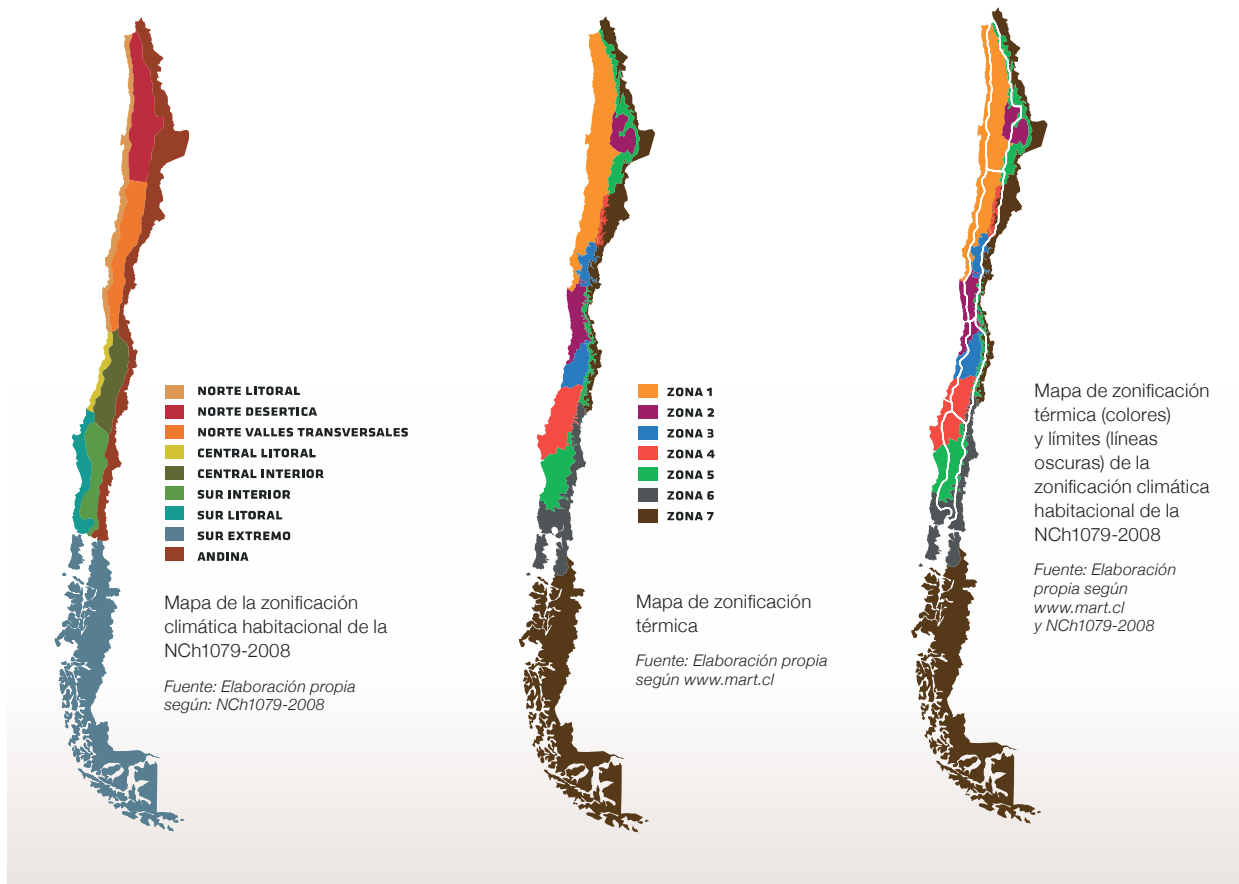 NORTE LITORAL
NORTE DESERTICA
NORTE VALLES TRANSVERSALES
CENTRAL LITORAL
CENTRAL INTERIOR
SUR INTERIOR
SUR LITORAL
SUR EXTREMO
ANDINA
Mapa de la zonificación
climática habitacional de la
NCh1079-2008
Fuente: Elaboración propia
según: NCh1079-2008
ZONA 1
ZONA 2
ZONA 3
ZONA 4
ZONA 5
ZONA 6
ZONA 7
Mapa de zonificación
térmica
Fuente: Elaboración propia
según www.mart.cl
Mapa de zonificación
térmica (colores)
y límites (líneas
oscuras) de la
zonificación climática
habitacional de la
NCh1079-2008
Fuente: Elaboración
propia según
www.mart.cl
y NCh1079-2008